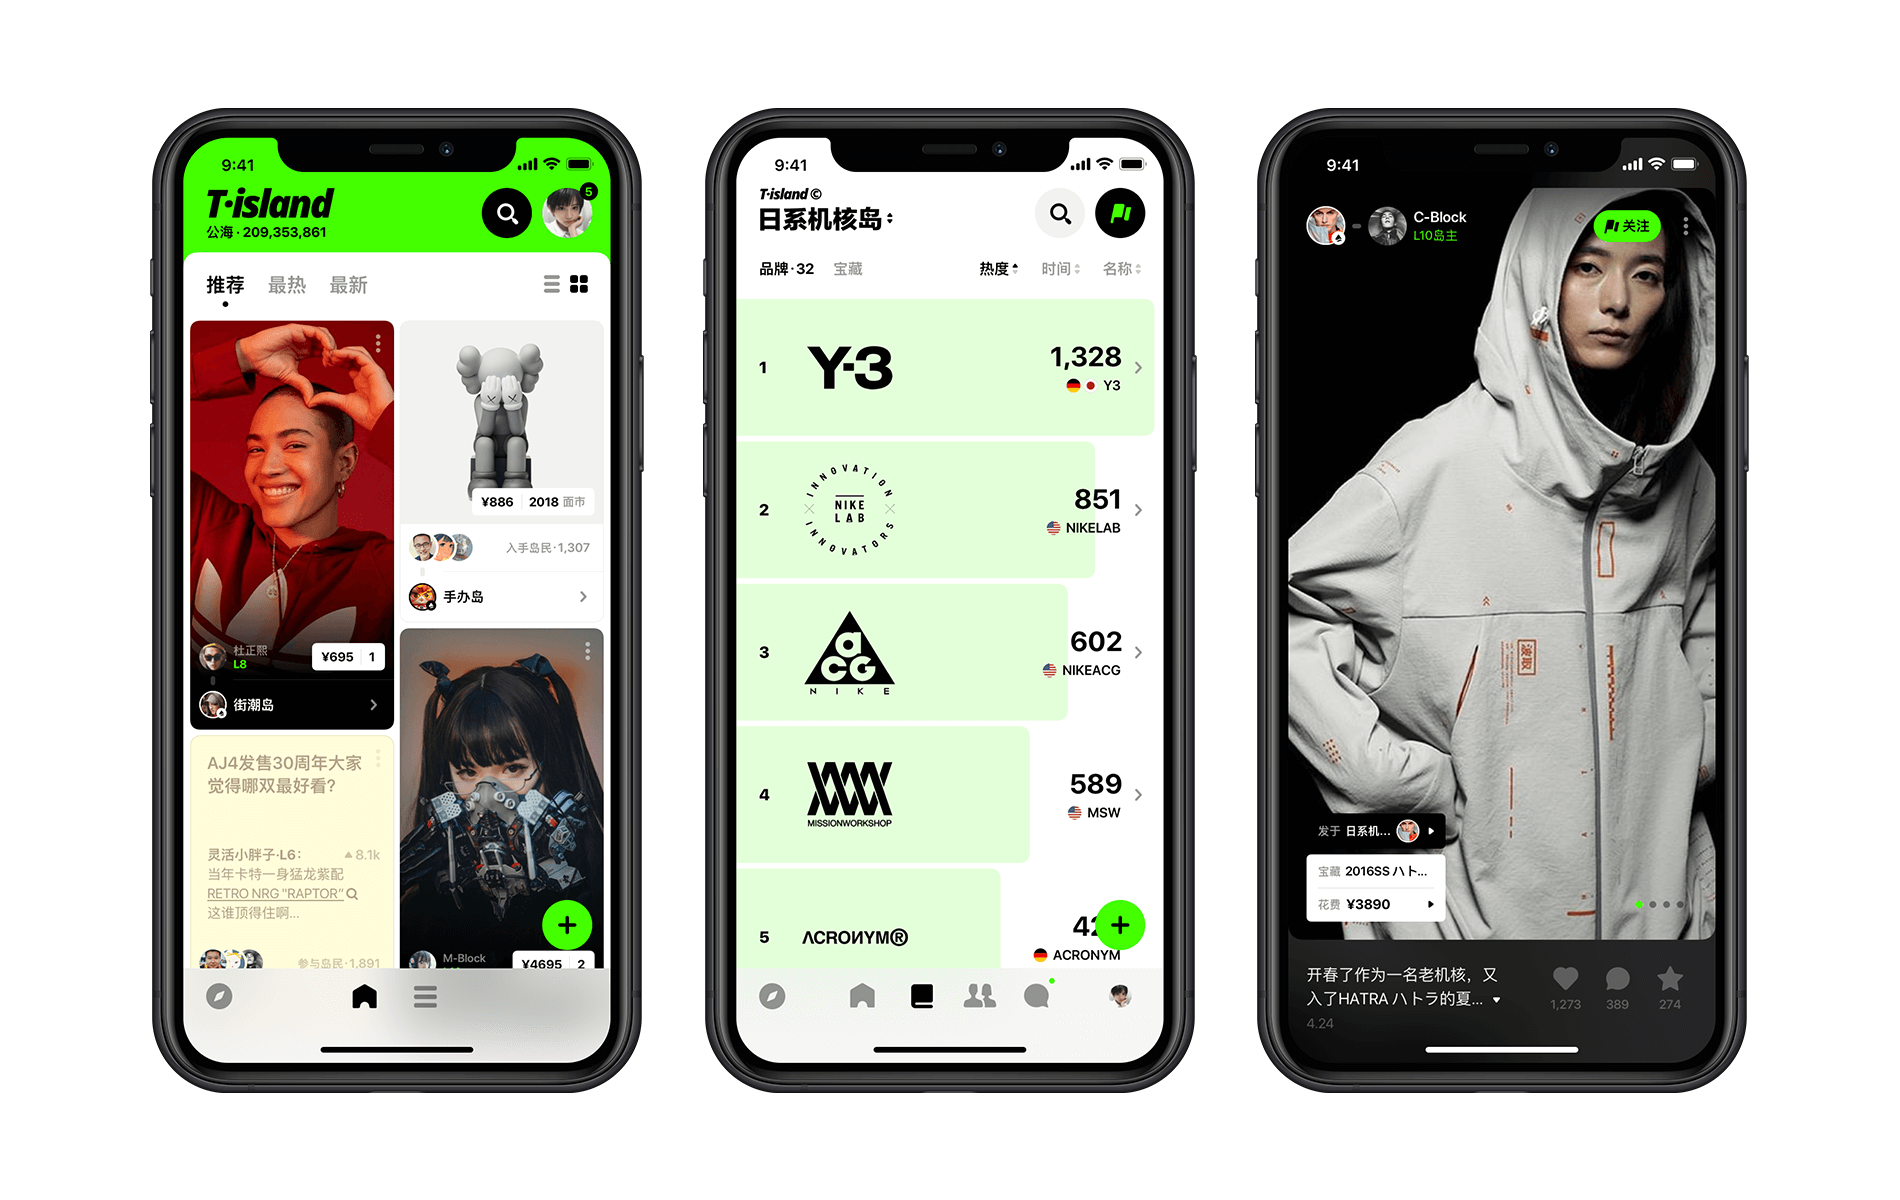 9:41
T·island
公海·209,353,861
5
推荐
最热
最新
¥886
2018 面市
入手岛民·1,307
手办岛
杜正熙
L8
¥695
1
街潮岛
AJ4发售30周年大家
觉得哪双最好看?
灵活小胖子·L6：
8.1k
当年卡特一身猛龙紫配
RETRO NRG "RAPTOR"
这谁顶得住啊...
参与岛民·1,891
M-Block
¥4695
2
9:41
T·island ©
日系机核岛
品牌·32
宝藏
热度
时间
名称
1
Y-3
1,328
Y3
2
INNOVATION
NIKE
LAB
INNOVATORS
851
NIKELAB
3
aCG
NIKE
602
NIKEACG
4
MISSIONWORKSHOP
589
MSW
5
ACRONYM®
42
ACRONYM
9:41
C-Block
L10岛主
关注
波取
发于 日系机...
宝藏 2016SS ハト...
花费 ¥3890
开春了作为一名老机核，又
入了HATRA ハトラ的夏...
1,273
389
274
4.24